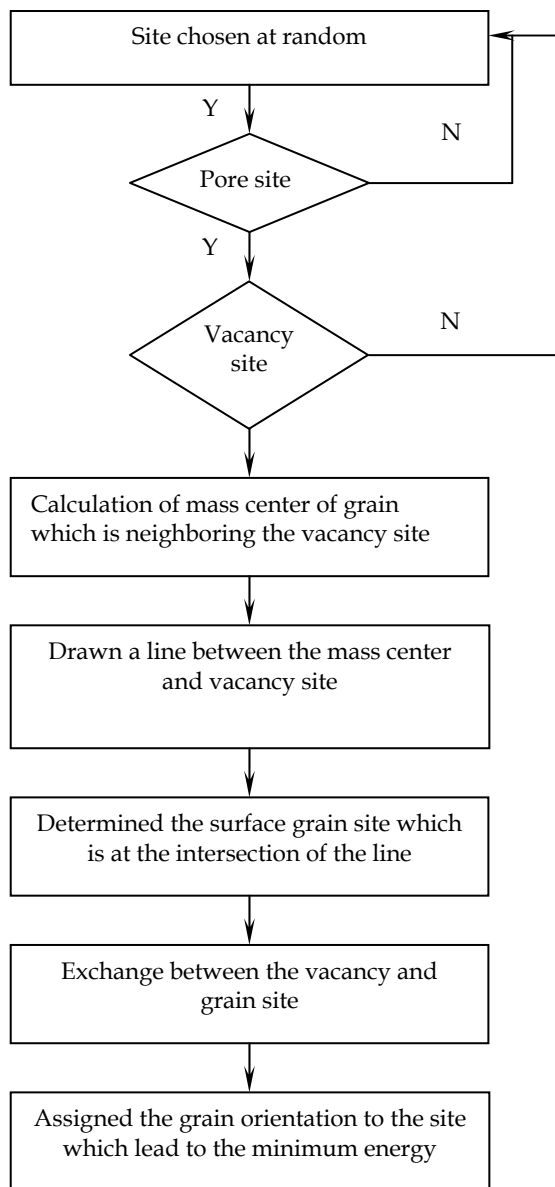 Site chosen at random
Y
N
Pore site
Y
N
Vacancy
site
Calculation of mass center of grain
which is neighboring the vacancy site
Drawn a line between the mass center
and vacancy site
Determined the surface grain site which
is at the intersection of the line
Exchange between the vacancy and
grain site
Assigned the grain orientation to the site
which lead to the minimum energy